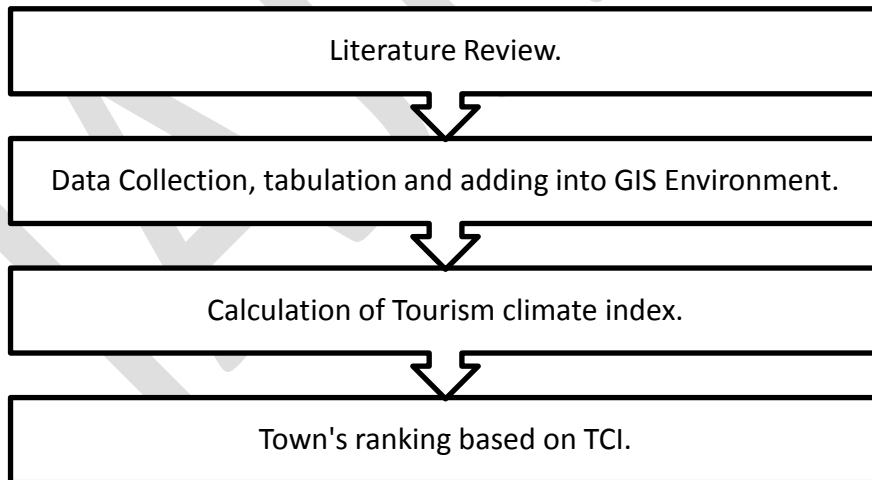 Literature Review.
Data Collection, tabulation and adding into GIS Environment.
Calculation of Tourism climate index.
Town's ranking based on TCI.